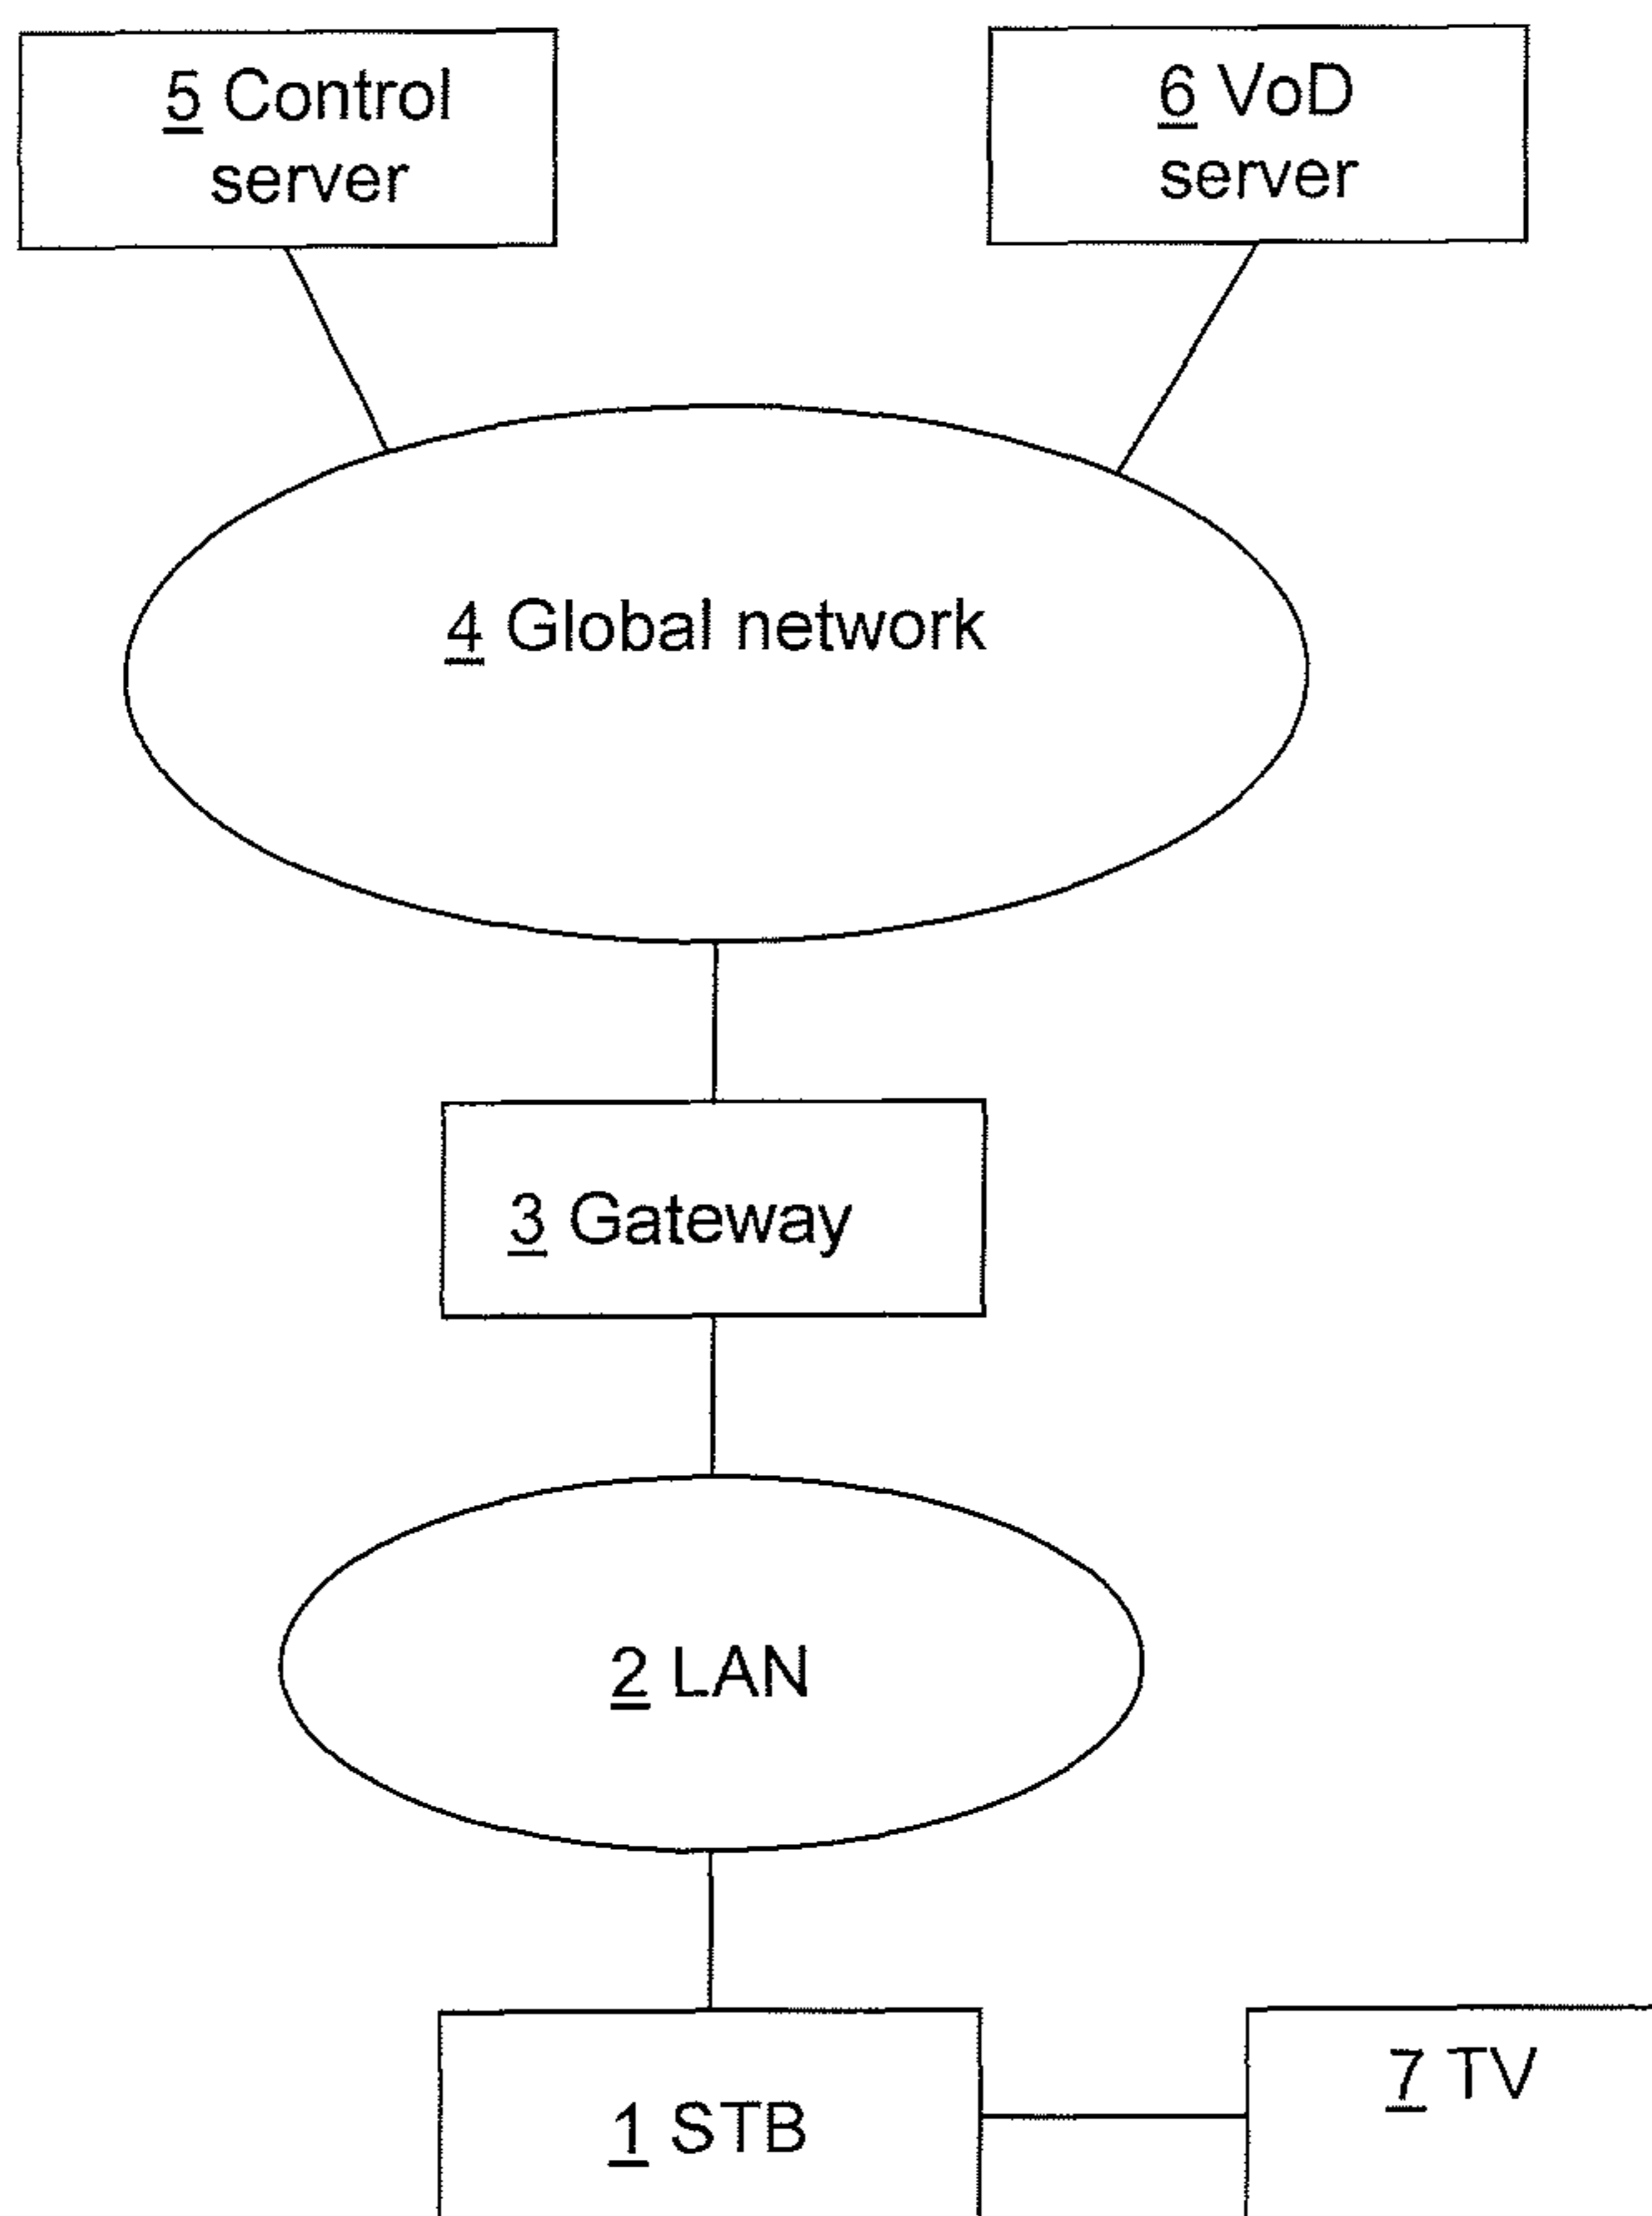 5 Control
server
6 VoD
server
4 Global network
3 Gateway
2 LAN
1 STB
7 TV